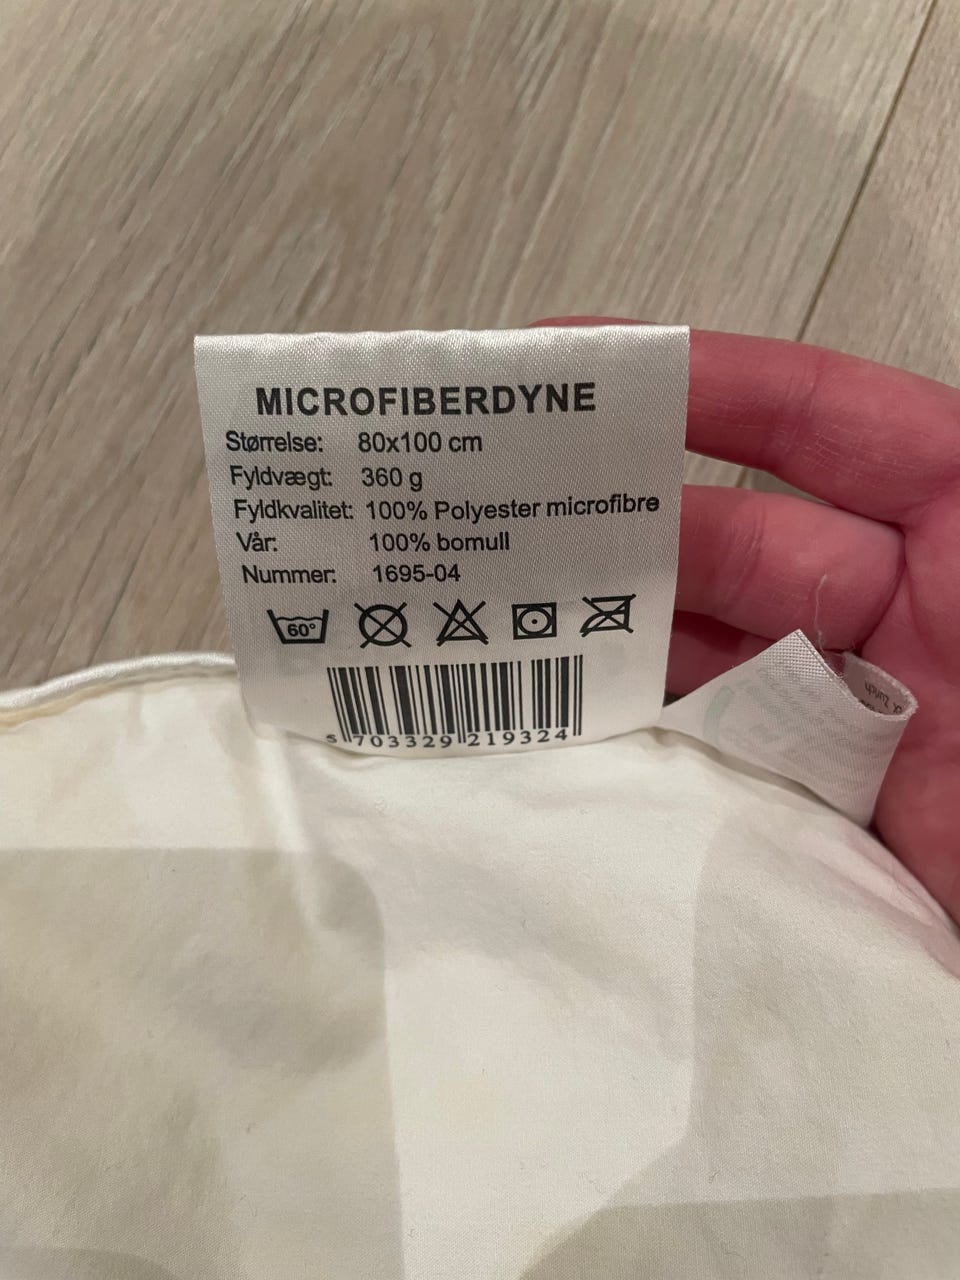 MICROFIBERDYNE
Størrelse: 80x100 cm
Fyldvægt: 360 g
Fyldkvalitet: 100% Polyester microfibre
Vår: 100% bomull
Nummer: 1695-04
60°
5 703329 219324
Zürich